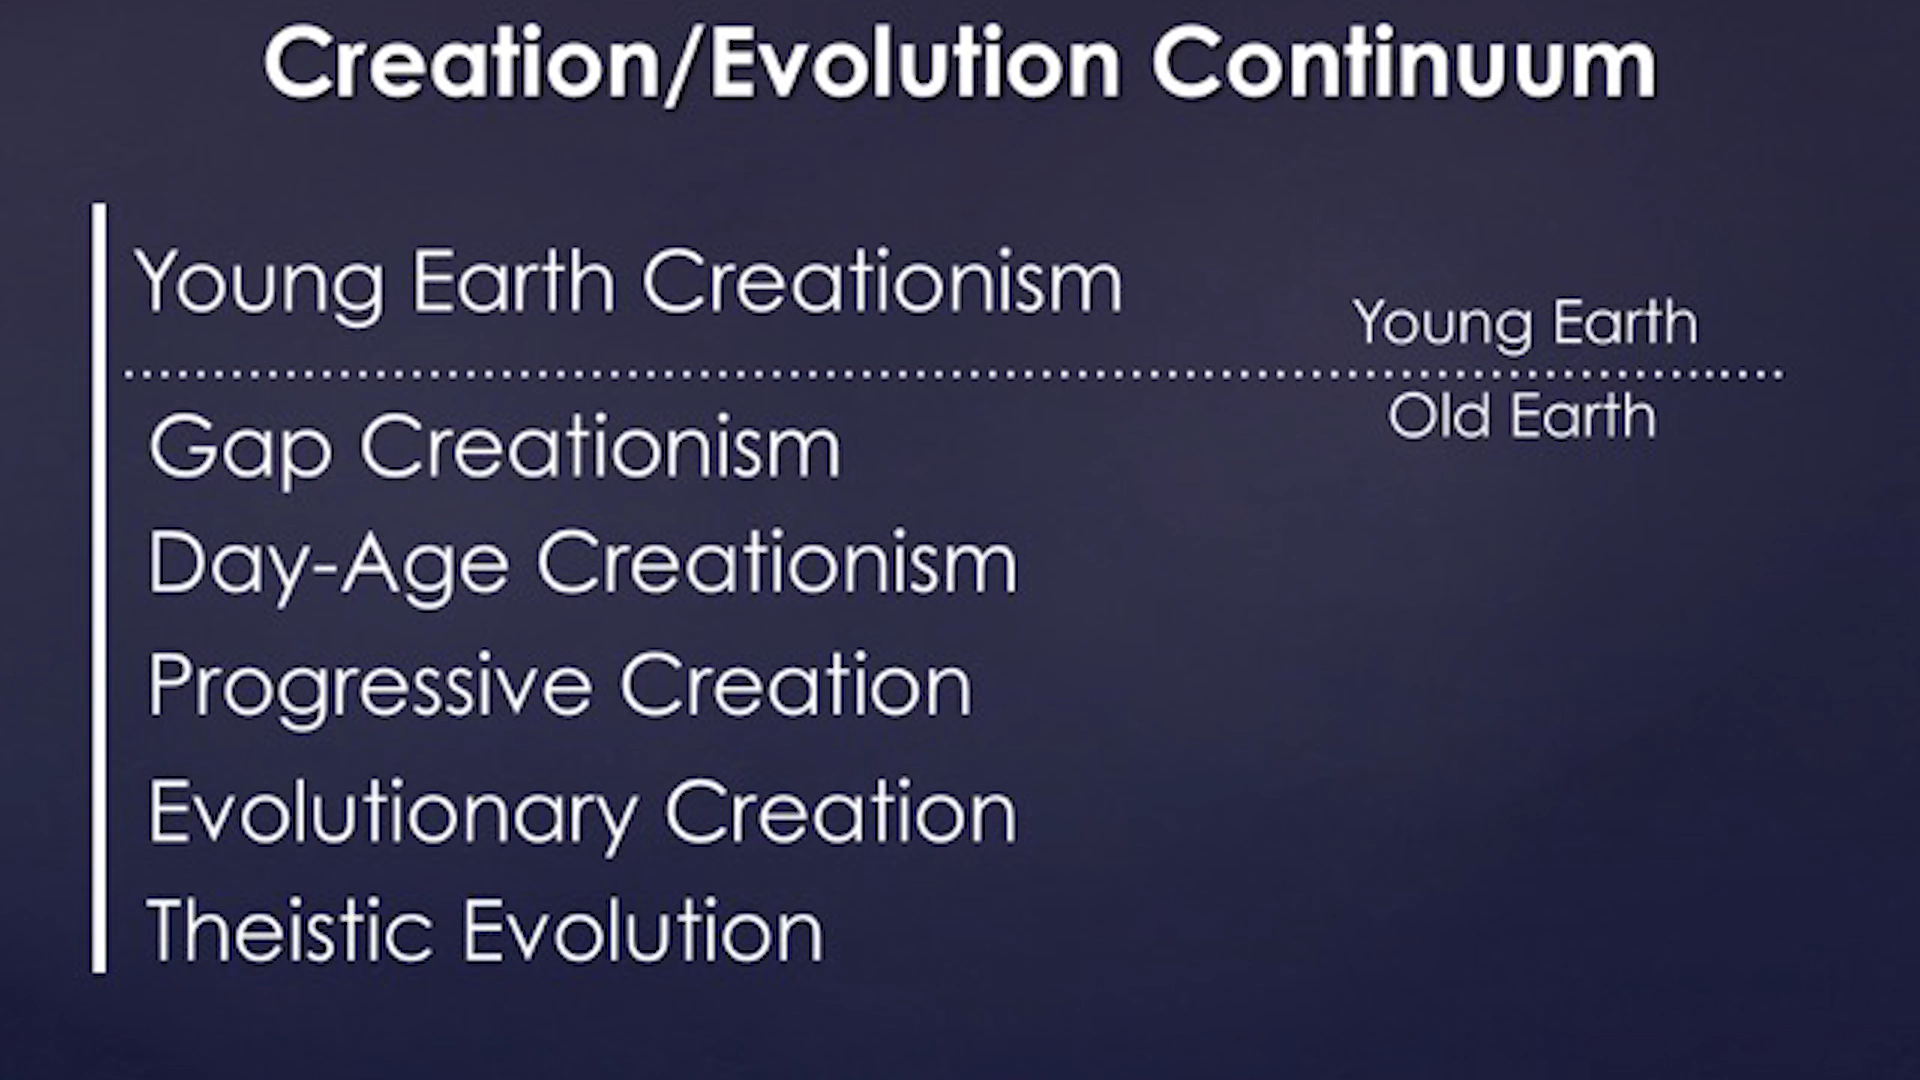 Creation/Evolution Continuum
Young Earth Creationism
Young Earth
Old Earth
Gap Creationism
Day-Age Creationism
Progressive Creation
Evolutionary Creation
Theistic Evolution